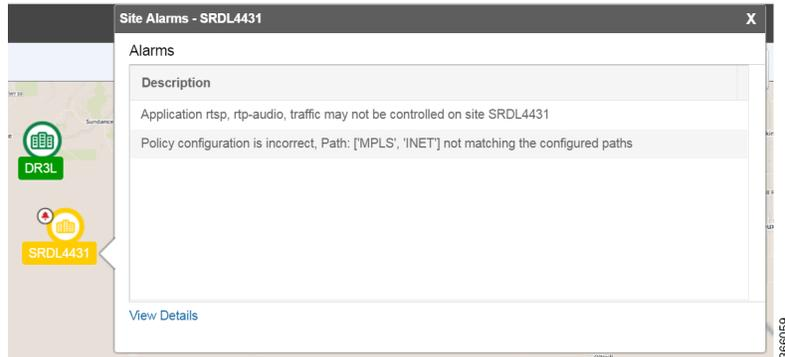 Site Alarms - SRDL4431
X
Alarms
Description
Application rtsp, rtp-audio, traffic may not be controlled on site SRDL4431
Policy configuration is incorrect, Path: ['MPLS', 'INET'] not matching the configured paths
Sundance
DR3L
SRDL4431
View Details
366059